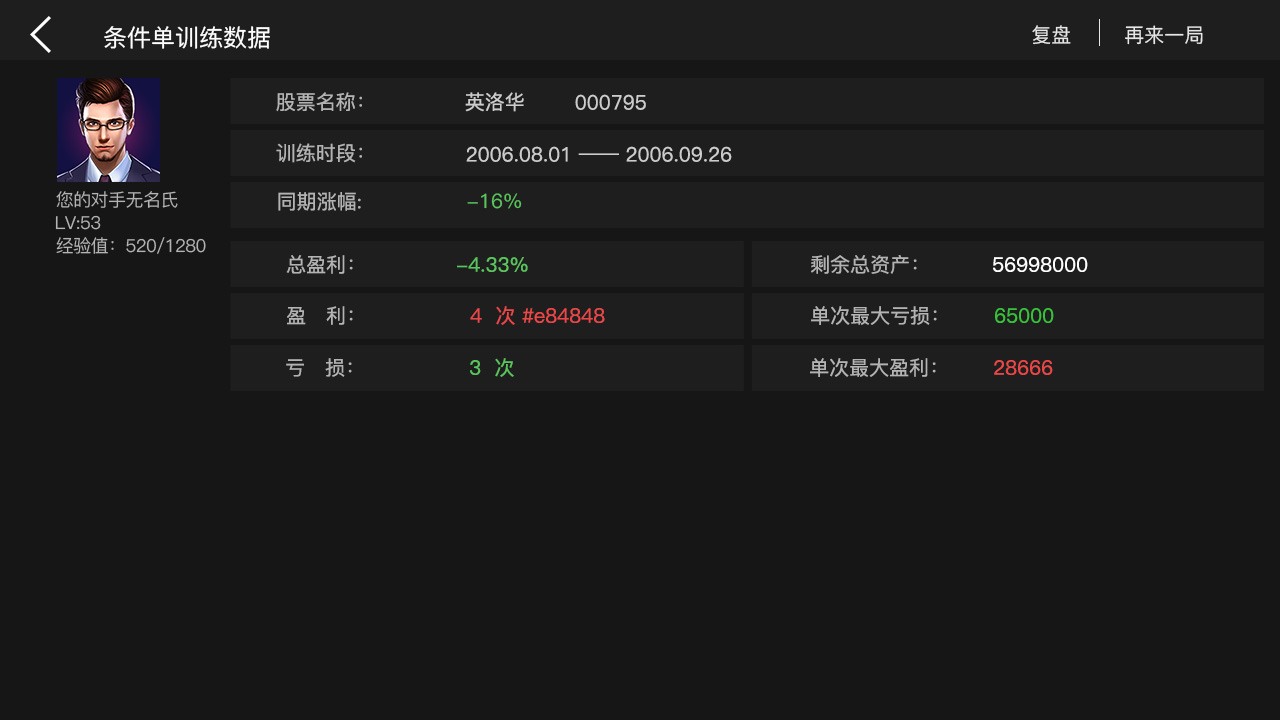 条件单训练数据 复盘 再来一局
您的对手无名氏
LV:53
经验值：520/1280
股票名称： 英洛华 000795
训练时段： 2006.08.01 —— 2006.09.26
同期涨幅: -16%
总盈利： -4.33% 剩余总资产： 56998000
盈 利： 4 次 #e84848 单次最大亏损： 65000
亏 损： 3 次 单次最大盈利： 28666